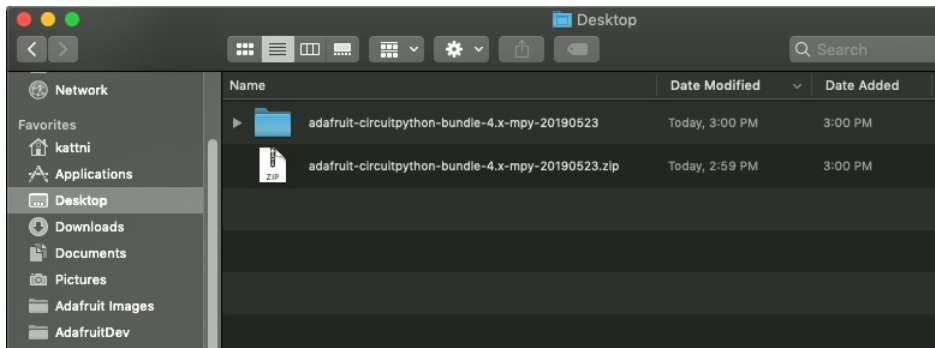 Desktop
Search
Network
Favorites
kattni
Applications
Desktop
Downloads
Documents
Pictures
Adafruit Images
AdafruitDev
Name Date Modified Date Added
adafruit-circuitpython-bundle-4.x-mpy-20190523 Today, 3:00 PM 3:00 PM
adafruit-circuitpython-bundle-4.x-mpy-20190523.zip Today, 2:59 PM 3:00 PM
ZIP